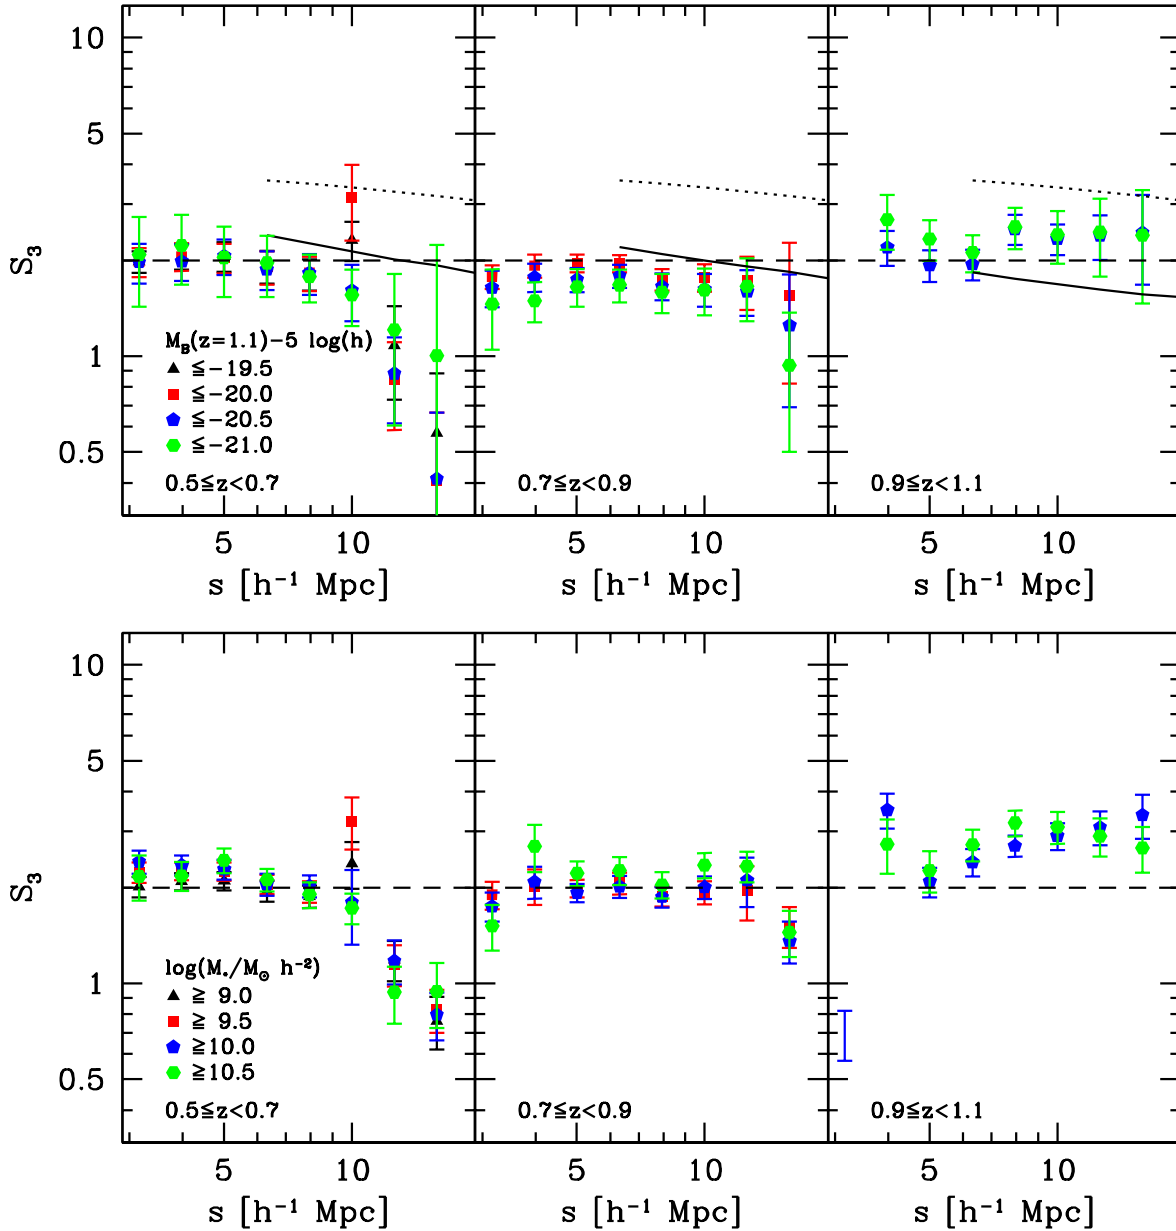 10
5
1
0.5
S̃₃
M_B(z=1.1)−5 log(h)
≤−19.5
≤−20.0
≤−20.5
≤−21.0
0.5≤z<0.7
0.7≤z<0.9
0.9≤z<1.1
5 10 5 10 5 10
s [h⁻¹ Mpc] s [h⁻¹ Mpc] s [h⁻¹ Mpc]
10
5
1
0.5
S̃₃
log(M⋆/M⊙ h⁻²)
≥ 9.0
≥ 9.5
≥10.0
≥10.5
0.5≤z<0.7
0.7≤z<0.9
0.9≤z<1.1
5 10 5 10 5 10
s [h⁻¹ Mpc] s [h⁻¹ Mpc] s [h⁻¹ Mpc]